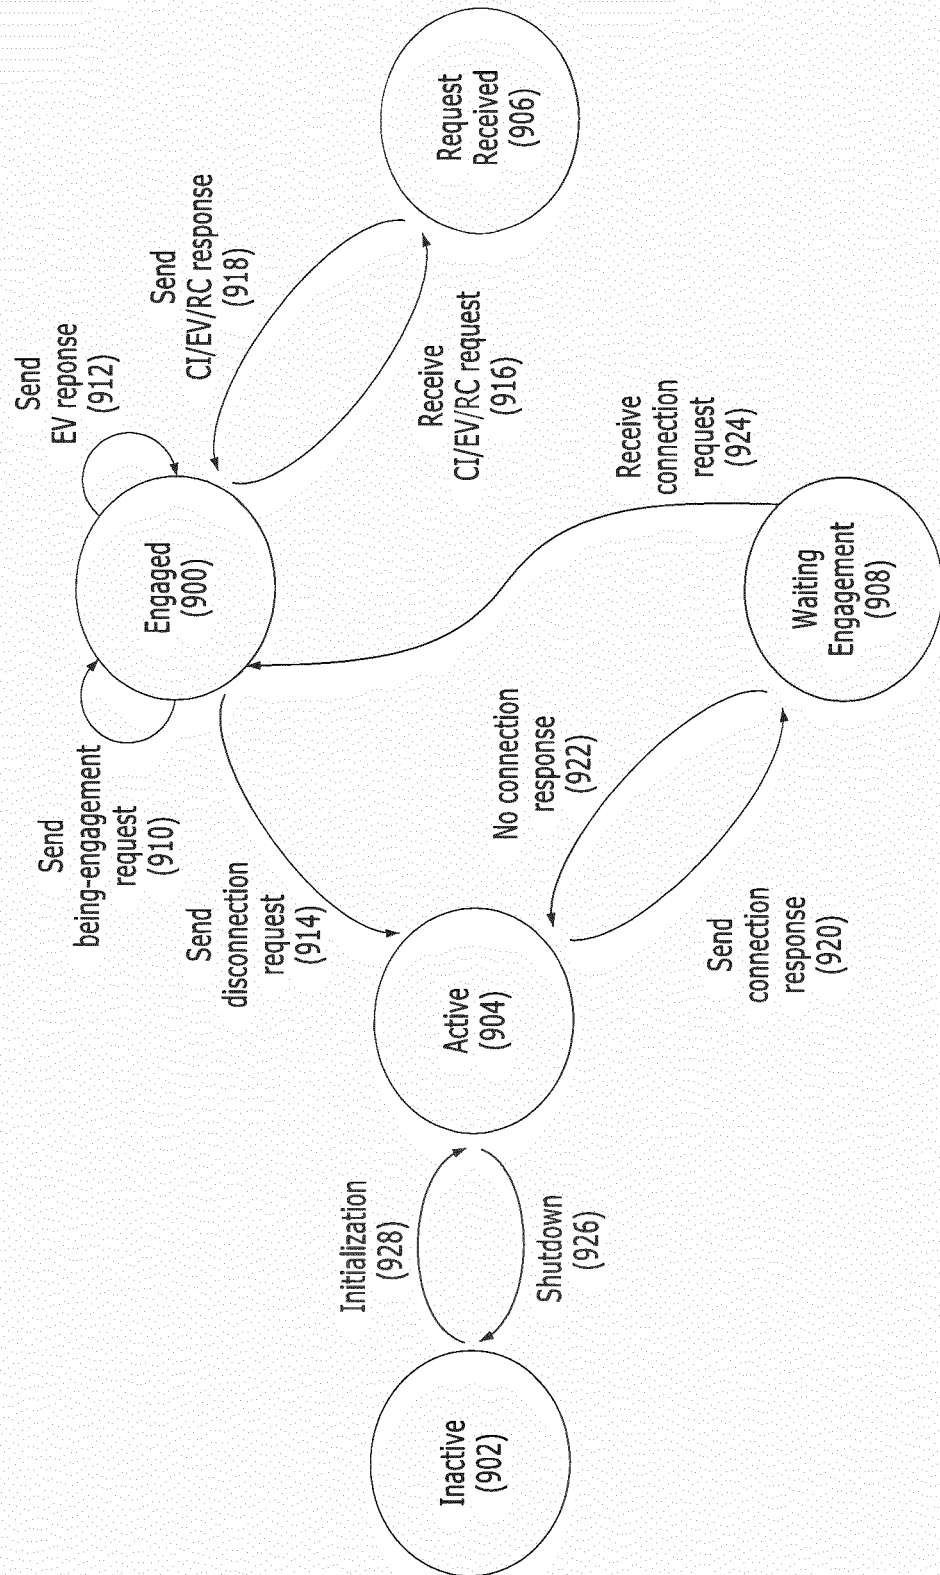 Send
EV reponse
(912)
Send
being-engagement
request
(910)
Engaged
(900)
Send
CI/EV/RC response
(918)
Request
Received
(906)
Receive
CI/EV/RC request
(916)
Send
disconnection
request
(914)
Initialization
(928)
Inactive
(902)
Active
(904)
Shutdown
(926)
No connection
response
(922)
Receive
connection
request
(924)
Send
connection
response
(920)
Waiting
Engagement
(908)